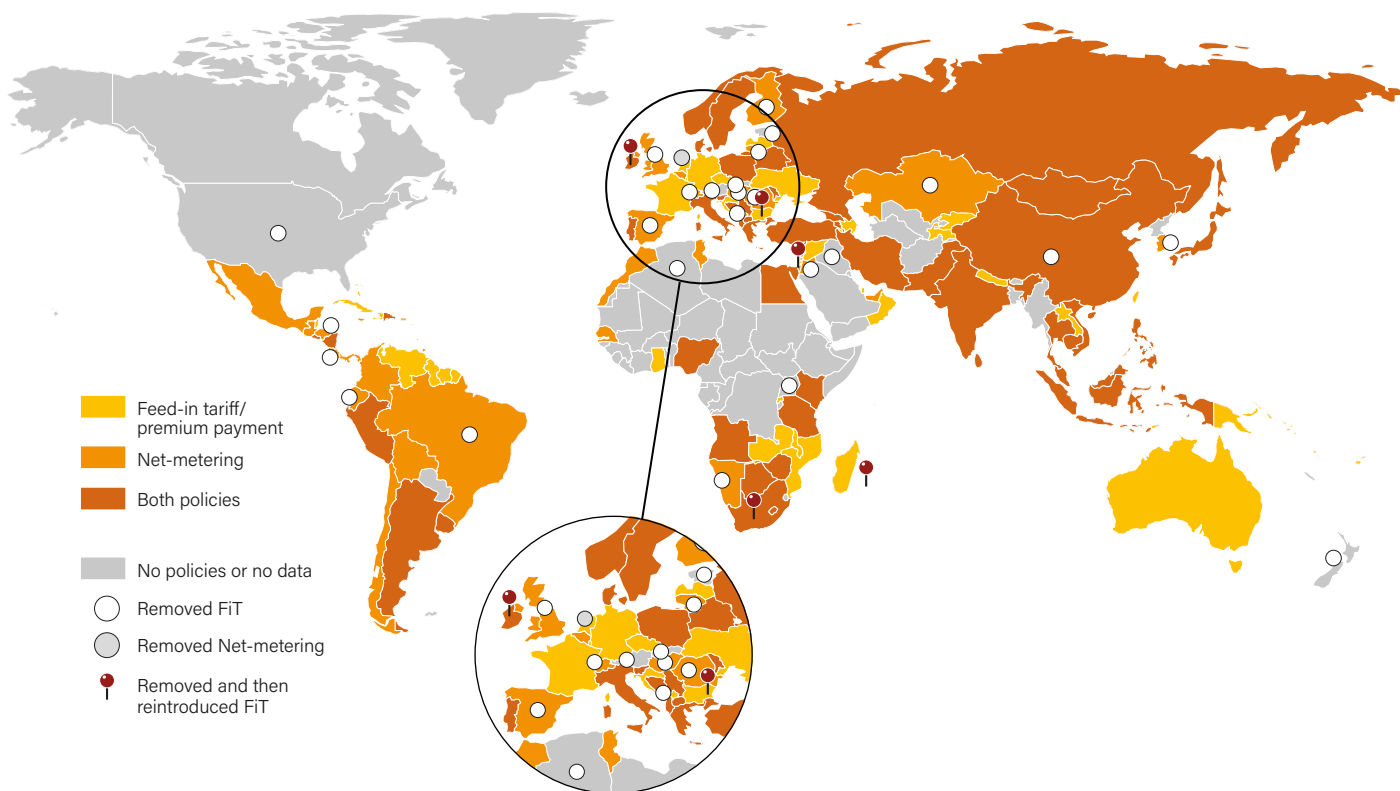 Feed-in tariff/
premium payment
Net-metering
Both policies
No policies or no data
Removed FiT
Removed Net-metering
Removed and then
reintroduced FiT